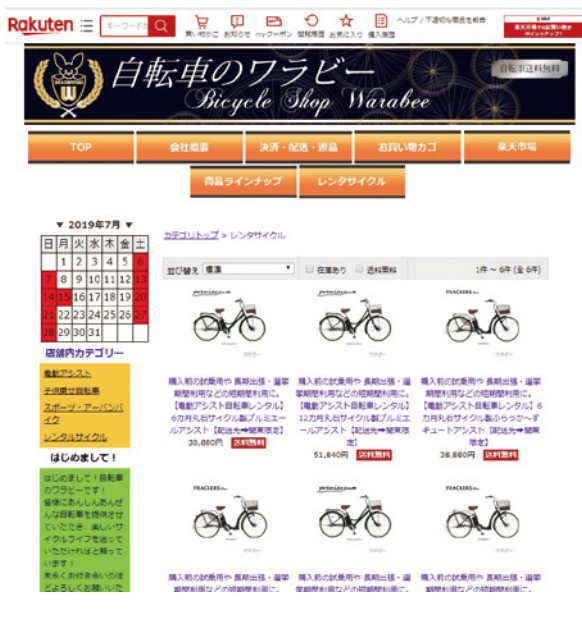 Rakuten
キーワードか
買い物かご お知らせ myクーポン 閲覧履歴 お気に入り 購入履歴
ヘルプ / 不適切な商品を報告
自転車のワラビー
Bicycle Shop Warabee
自転車送料無料
TOP 会社概要 決済・配送・返品 お買い物カゴ 楽天市場
商品ラインナップ レンタサイクル
▼ 2019年7月 ▼
日 月 火 水 木 金 土
1 2 3 4 5 6
7 8 9 10 11 12 13
14 15 16 17 18 19 20
21 22 23 24 25 26 27
28 29 30 31
店舗内カテゴリー
電動アシスト
子供乗せ自転車
スポーツ・アーバンバ
イク
レンタルサイクル
はじめまして！
はじめまして！自転車
のワラビーです！
皆様にあんしんあんぜ
んな自転車を提供させ
ていただき、楽しいサ
イクルライフを送って
いただければと願って
います！
末永くお付き合いのほ
どよろしくお願いいた
カテゴリトップ > レンタサイクル
並び替え 標準 在庫あり 送料無料 1件 ～ 6件 (全 6件)
premiere
購入前の試乗用や 長期出張・選挙
期間利用などの短期間利用に。
【電動アシスト自転車レンタル】
6カ月丸石サイクル製プルミエ
ールアシスト【配送先➡関東限定】
38,880円 送料無料
premiere
購入前の試乗用や 長期出張・選
挙期間利用などの短期間利用に。
【電動アシスト自転車レンタル】
12カ月丸石サイクル製プルミエ
ールアシスト【配送先➡関東限
定】
51,840円 送料無料
FRACKERS
購入前の試乗用や 長期出張・選
挙期間利用などの短期間利用に。
【電動アシスト自転車レンタル】6
カ月丸石サイクル製ふらっか～ず
キュートアシスト【配送先➡関東
限定】
38,880円 送料無料
FRACKERS
購入前の試乗用や 長期出張・選挙
期間利用などの短期間利用に。
premiere
購入前の試乗用や 長期出張・選
挙期間利用などの短期間利用に。
FRACKERS
購入前の試乗用や 長期出張・選
挙期間利用などの短期間利用に。